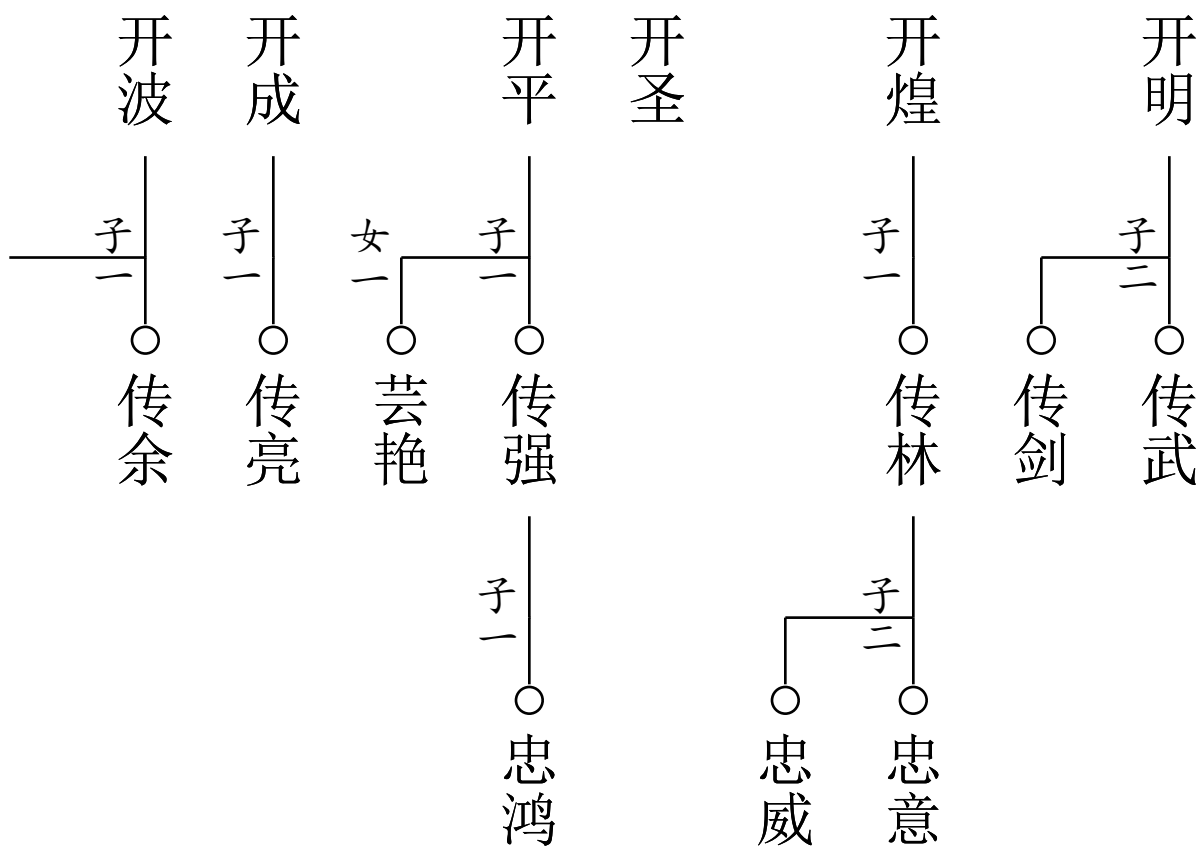 开明
开煌
开圣
开平
开成
开波
子二
子一
子一
女一
子一
子一
传武
传剑
传林
传强
芸艳
传亮
传余
子二
子一
忠意
忠威
忠鸿